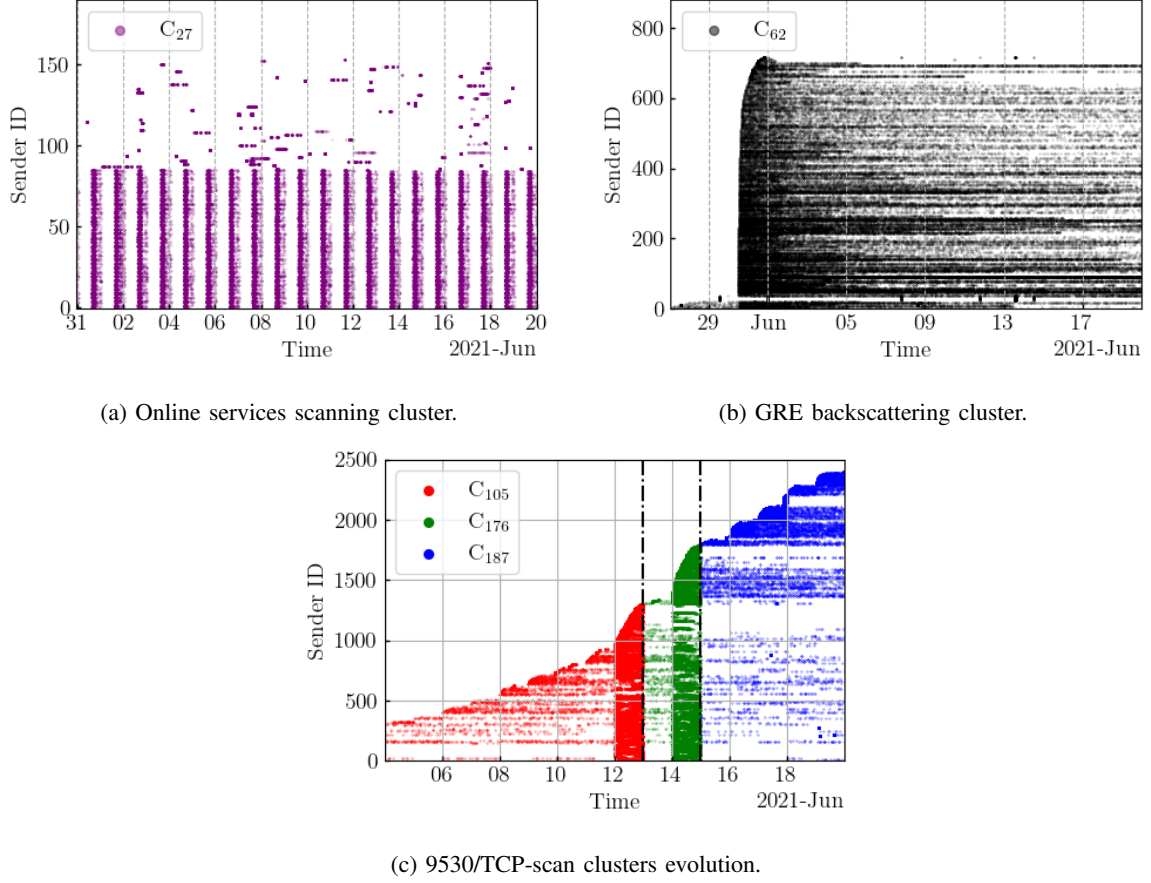 C27
150
100
50
0
Sender ID
31 02 04 06 08 10 12 14 16 18 20
Time
2021-Jun
(a) Online services scanning cluster.
C62
800
600
400
200
0
Sender ID
29 Jun 05 09 13 17
Time
2021-Jun
(b) GRE backscattering cluster.
C105
C176
C187
2500
2000
1500
1000
500
0
Sender ID
06 08 10 12 14 16 18
Time
2021-Jun
(c) 9530/TCP-scan clusters evolution.